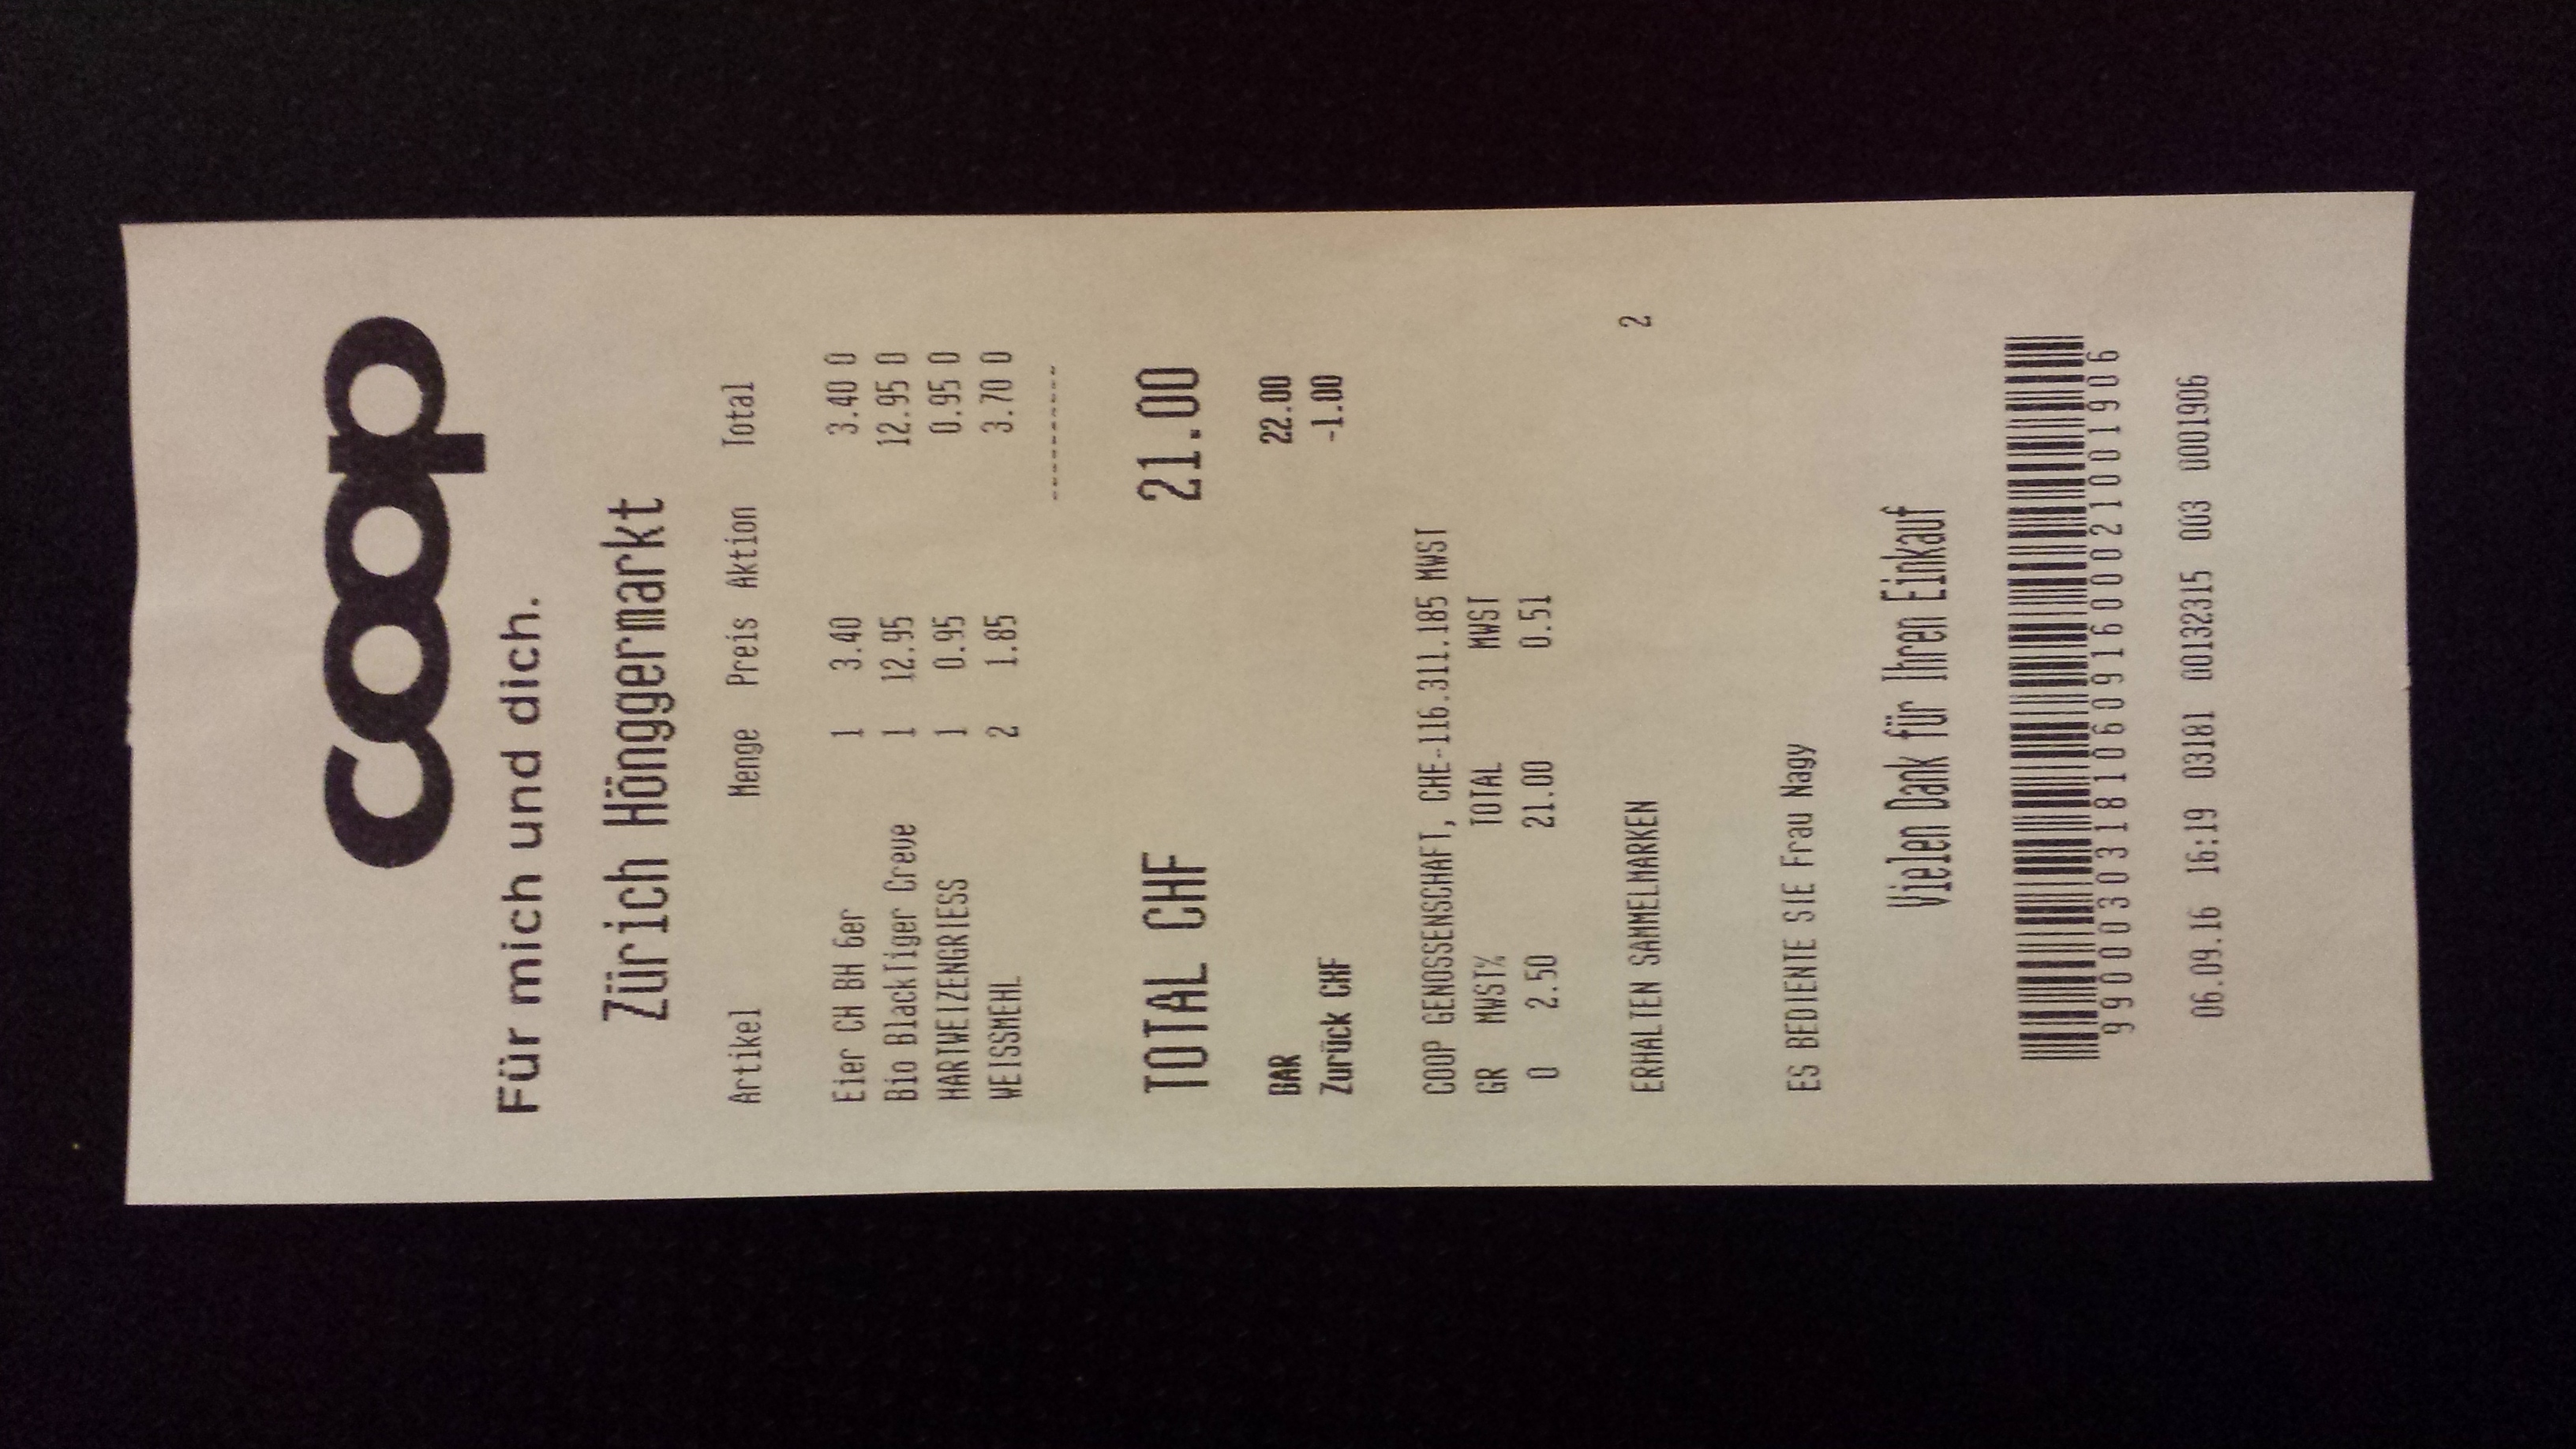 coop
Für mich und dich.
Zürich Hönggermarkt
Artikel Menge Preis Aktion Total
Eier CH BH 6er 1 3.40 3.40 0
Bio BlackTiger Creve 1 12.95 12.95 0
HARTWEIZENGRIESS 1 0.95 0.95 0
WEISSMEHL 2 1.85 3.70 0
----------
TOTAL CHF 21.00
BAR 22.00
Zurück CHF -1.00
COOP GENOSSENSCHAFT, CHE-116.311.185 MWST
GR MWST% TOTAL MWST
0 2.50 21.00 0.51
ERHALTEN SAMMELMARKEN 2
ES BEDIENTE SIE Frau Nagy
Vielen Dank für Ihren Einkauf
9900030318106091600021001906
06.09.16 16:19 03181 00132315 003 0001906